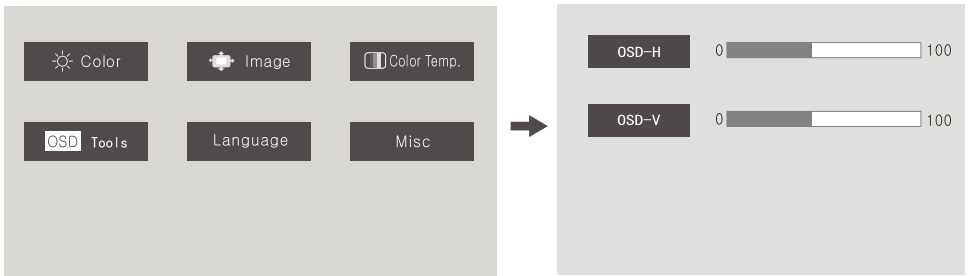 Color
Image
Color Temp.
OSD Tools
Language
Misc
OSD-H 0 100
OSD-V 0 100